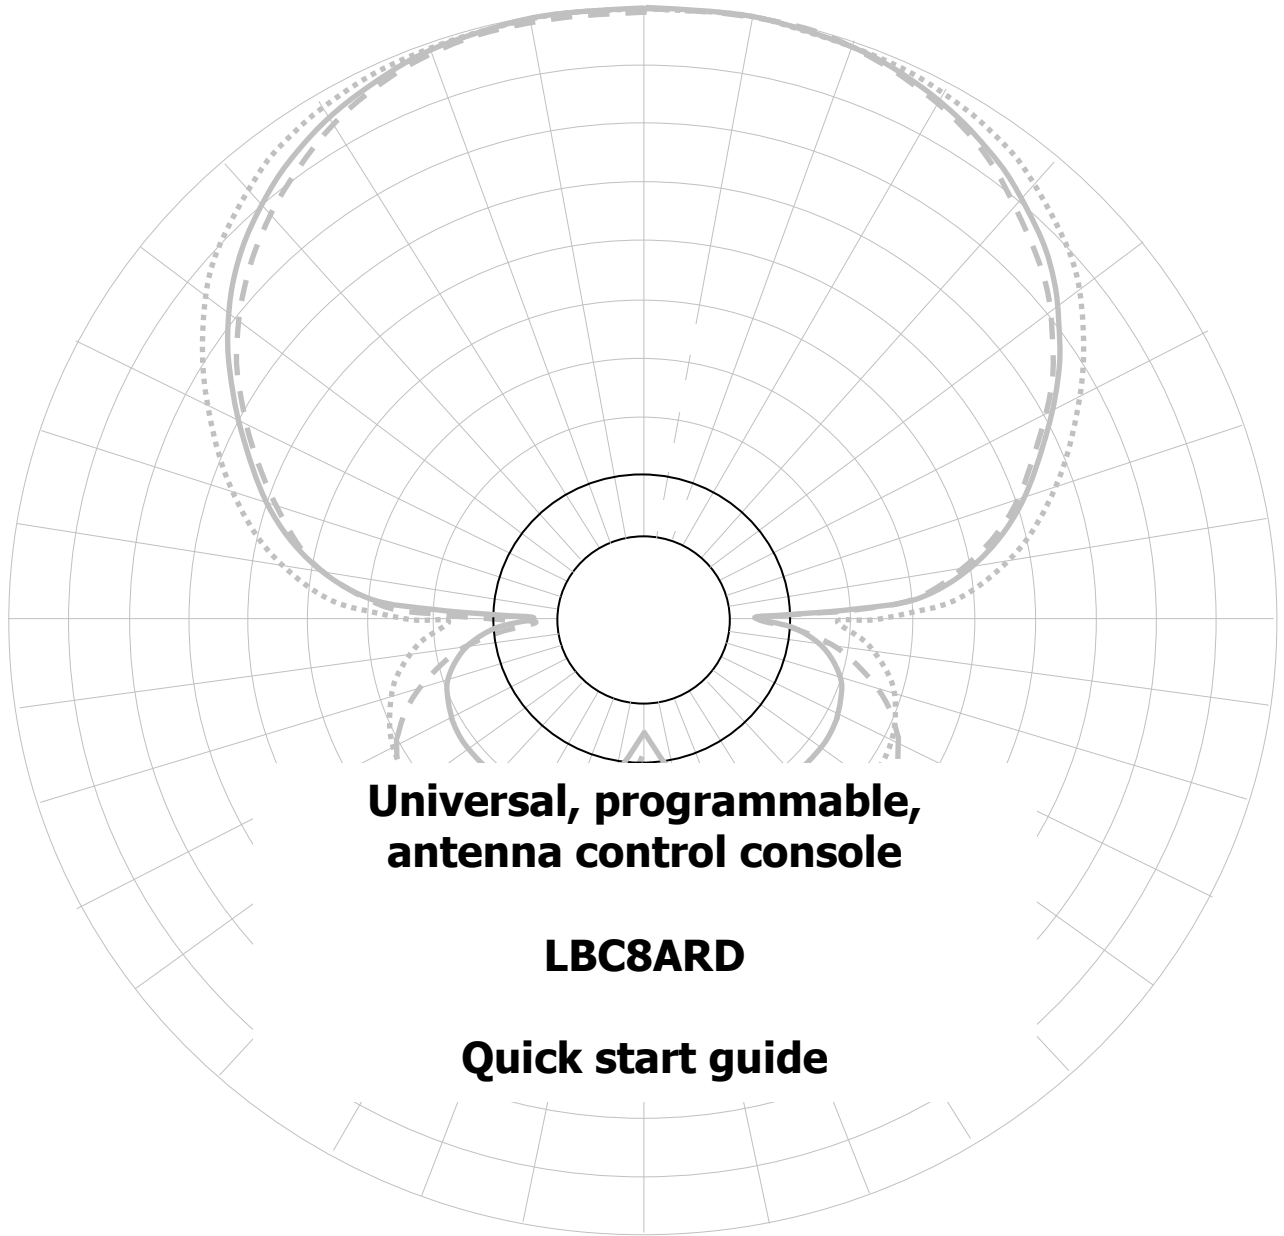 Universal, programmable,
antenna control console
LBC8ARD
Quick start guide